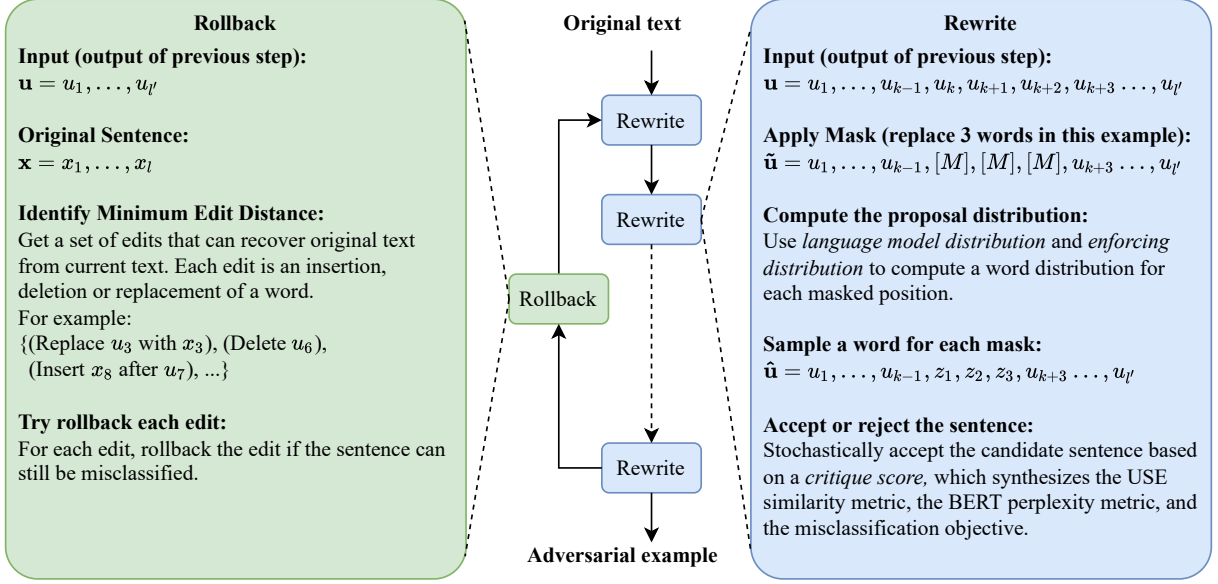 Rollback
Input (output of previous step):
u = u₁, . . . , uₗ′
Original Sentence:
x = x₁, . . . , xₗ
Identify Minimum Edit Distance:
Get a set of edits that can recover original text
from current text. Each edit is an insertion,
deletion or replacement of a word.
For example:
{(Replace u₃ with x₃), (Delete u₆),
(Insert x₈ after u₇), ...}
Try rollback each edit:
For each edit, rollback the edit if the sentence can
still be misclassified.
Original text
Rewrite
Rewrite
Rollback
Rewrite
Adversarial example
Rewrite
Input (output of previous step):
u = u₁, . . . , uₖ₋₁, uₖ, uₖ₊₁, uₖ₊₂, uₖ₊₃ . . . , uₗ′
Apply Mask (replace 3 words in this example):
ũ = u₁, . . . , uₖ₋₁, [M], [M], [M], uₖ₊₃ . . . , uₗ′
Compute the proposal distribution:
Use language model distribution and enforcing
distribution to compute a word distribution for
each masked position.
Sample a word for each mask:
û = u₁, . . . , uₖ₋₁, z₁, z₂, z₃, uₖ₊₃ . . . , uₗ′
Accept or reject the sentence:
Stochastically accept the candidate sentence based
on a critique score, which synthesizes the USE
similarity metric, the BERT perplexity metric, and
the misclassification objective.